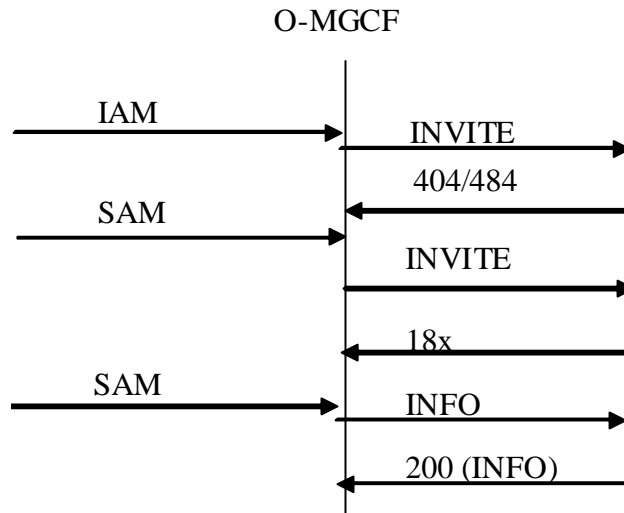 O-MGCF
IAM
INVITE
404/484
SAM
INVITE
18x
SAM
INFO
200 (INFO)